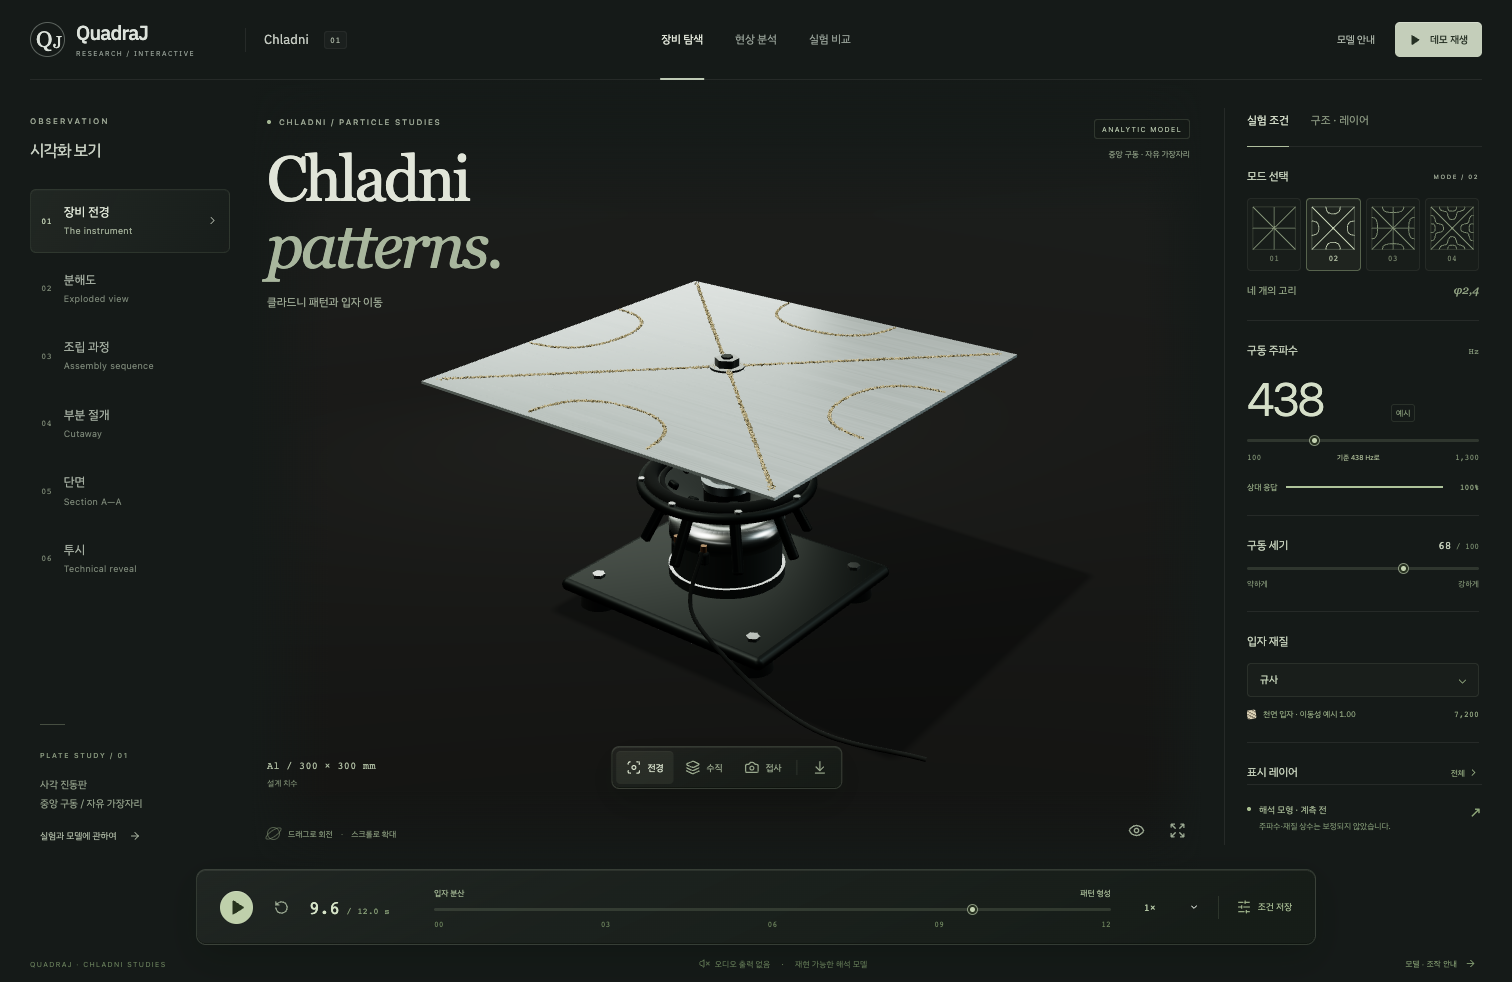 QJ QuadraJ
RESEARCH / INTERACTIVE
Chladni 01
장비 탐색 현상 분석 실험 비교
모델 안내 데모 재생
OBSERVATION
시각화 보기
01 장비 전경
The instrument
02 분해도
Exploded view
03 조립 과정
Assembly sequence
04 부분 절개
Cutaway
05 단면
Section A—A
06 투시
Technical reveal
PLATE STUDY / 01
사각 진동판
중앙 구동 / 자유 가장자리
실험과 모델에 관하여
CHLADNI / PARTICLE STUDIES
Chladni
patterns.
클라드니 패턴과 입자 이동
ANALYTIC MODEL
중앙 구동 · 자유 가장자리
Al / 300 × 300 mm
설계 치수
전경 수직 접사
드래그로 회전 · 스크롤로 확대
실험 조건 구조 · 레이어
모드 선택 MODE / 02
01 02 03 04
네 개의 고리 φ2,4
구동 주파수 Hz
438 예시
100 기준 438 Hz로 1,300
상대 응답 100%
구동 세기 68 / 100
약하게 강하게
입자 재질
규사
천연 입자 · 이동성 예시 1.00 7,200
표시 레이어 전체
해석 모형 · 계측 전
주파수·재질 상수는 보정되지 않았습니다.
9.6 / 12.0 s
입자 분산 패턴 형성
00 03 06 09 12
1×
조건 저장
QUADRAJ · CHLADNI STUDIES
오디오 출력 없음 · 재현 가능한 해석 모델
모델 · 조작 안내